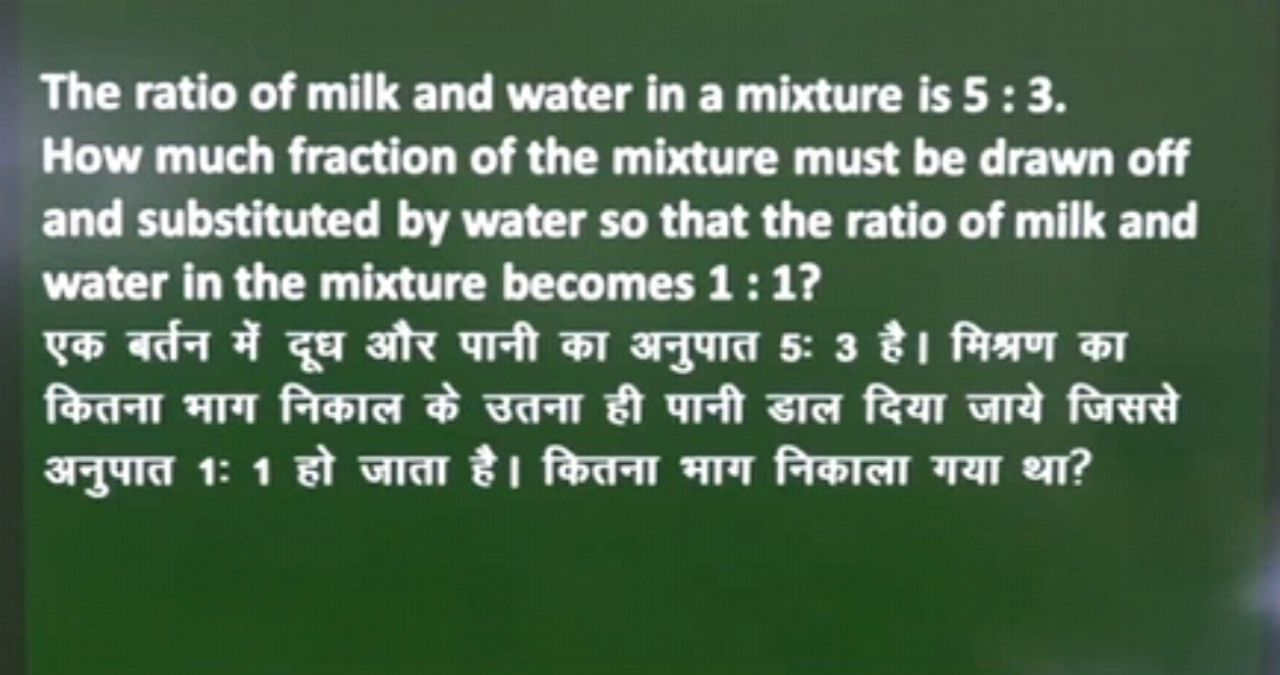 The ratio of milk and water in a mixture is 5 : 3.
How much fraction of the mixture must be drawn off
and substituted by water so that the ratio of milk and
water in the mixture becomes 1 : 1?
एक बर्तन में दूध और पानी का अनुपात 5: 3 है। मिश्रण का
कितना भाग निकाल के उतना ही पानी डाल दिया जाये जिससे
अनुपात 1: 1 हो जाता है। कितना भाग निकाला गया था?